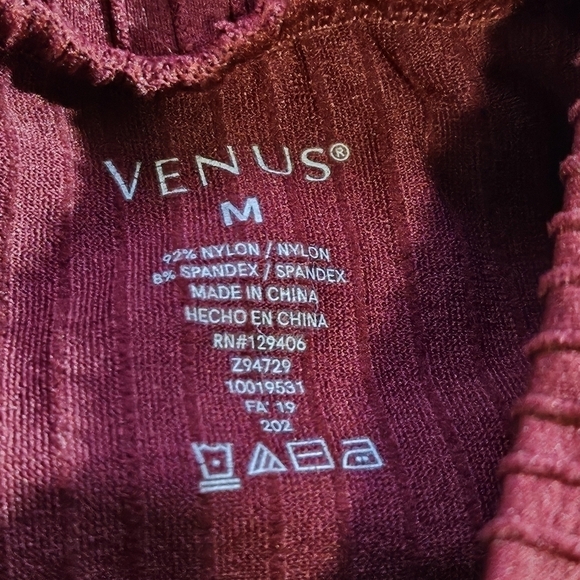 VENUS®
M
92% NYLON / NYLON
8% SPANDEX / SPANDEX
MADE IN CHINA
HECHO EN CHINA
RN#129406
Z94729
10019531
FA' 19
202